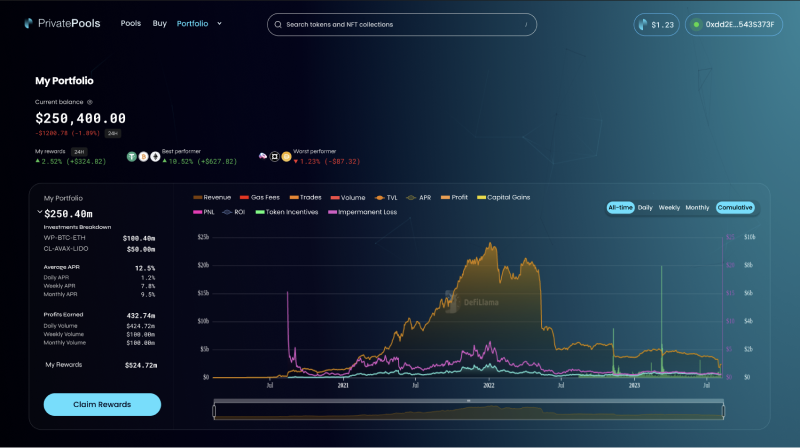 PrivatePools Pools Buy Portfolio Search tokens and NFT collections / $1.23 0xdd2E...543S373F
My Portfolio
Current balance
$250,400.00
-$1200.78 (-1.89%) 24H
My rewards 24H Best performer Worst performer
2.52% (+$324.82) 10.52% (+$627.82) 1.23% (-$87.32)
My Portfolio
$250.40m
Investments Breakdown
WP-BTC-ETH $100.40m
CL-AVAX-LIDO $50.00m
Average APR 12.5%
Daily APR 1.2%
Weekly APR 7.8%
Monthly APR 9.5%
Profits Earned 432.74m
Daily Volume $424.72m
Weekly Volume $100.00m
Monthly Volume $100.00m
My Rewards $524.72m
Claim Rewards
Revenue Gas Fees Trades Volume TVL APR Profit Capital Gains
PNL ROI Token Incentives Impermanent Loss
All-time Daily Weekly Monthly Comulative
$25b
$20b
$15b
$10b
$5b
$0
DefiLlama
$10k
$8b
$6b
$4b
$2b
$0
Jul 2021 Jul 2022 Jul 2023 Jul